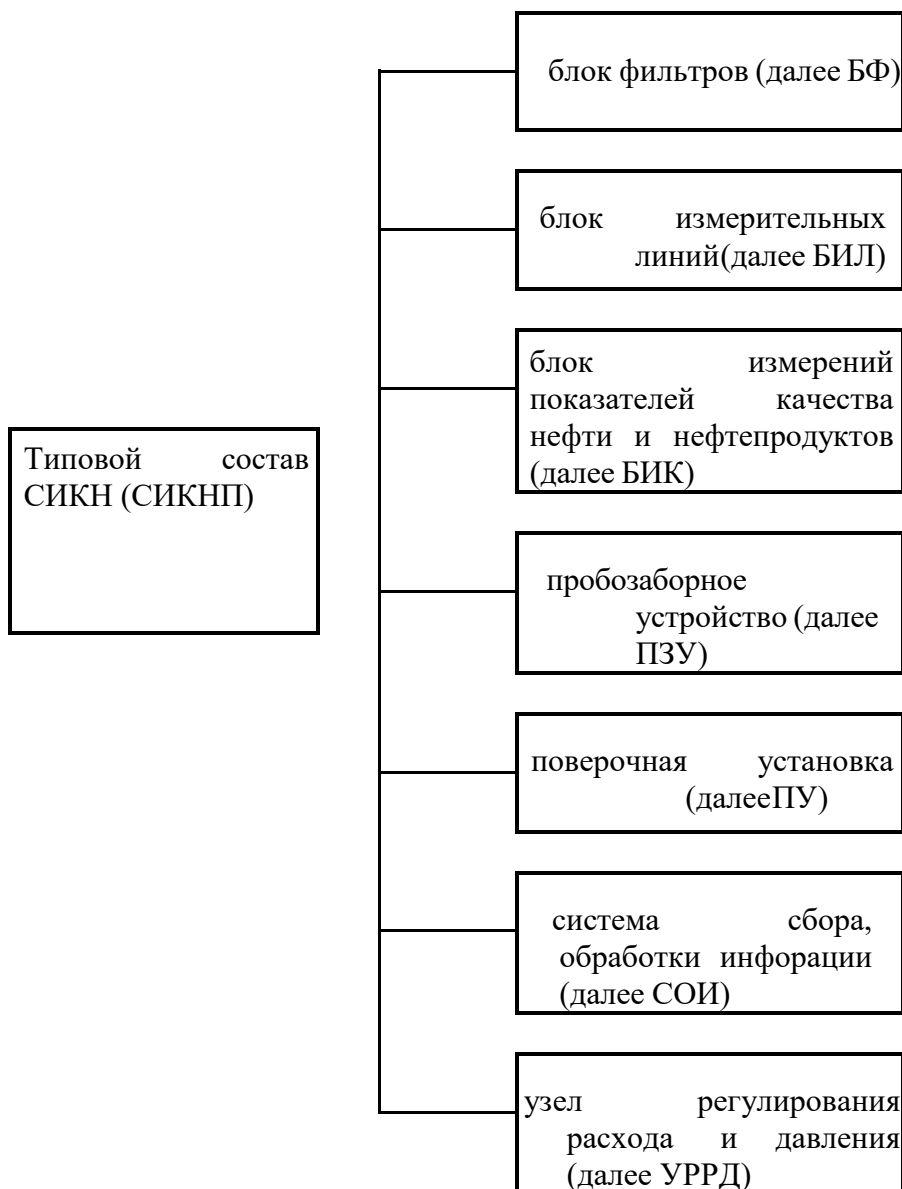 блок фильтров (далее БФ)
блок измерительных
линий(далее БИЛ)
блок измерений
показателей качества
нефти и нефтепродуктов
(далее БИК)
Типовой состав
СИКН (СИКНП)
пробозаборное
устройство (далее
ПЗУ)
поверочная установка
(далееПУ)
система сбора,
обработки инфорации
(далее СОИ)
узел регулирования
расхода и давления
(далее УРРД)